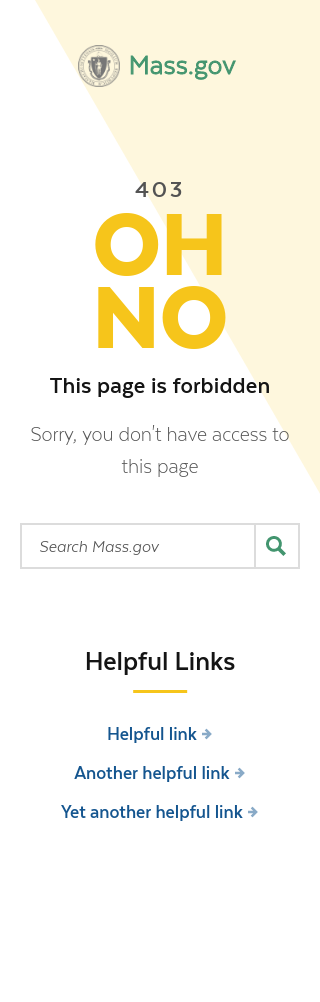 Mass.gov
403
OH
NO
This page is forbidden
Sorry, you don't have access to
this page
Search Mass.gov
Helpful Links
Helpful link
Another helpful link
Yet another helpful link